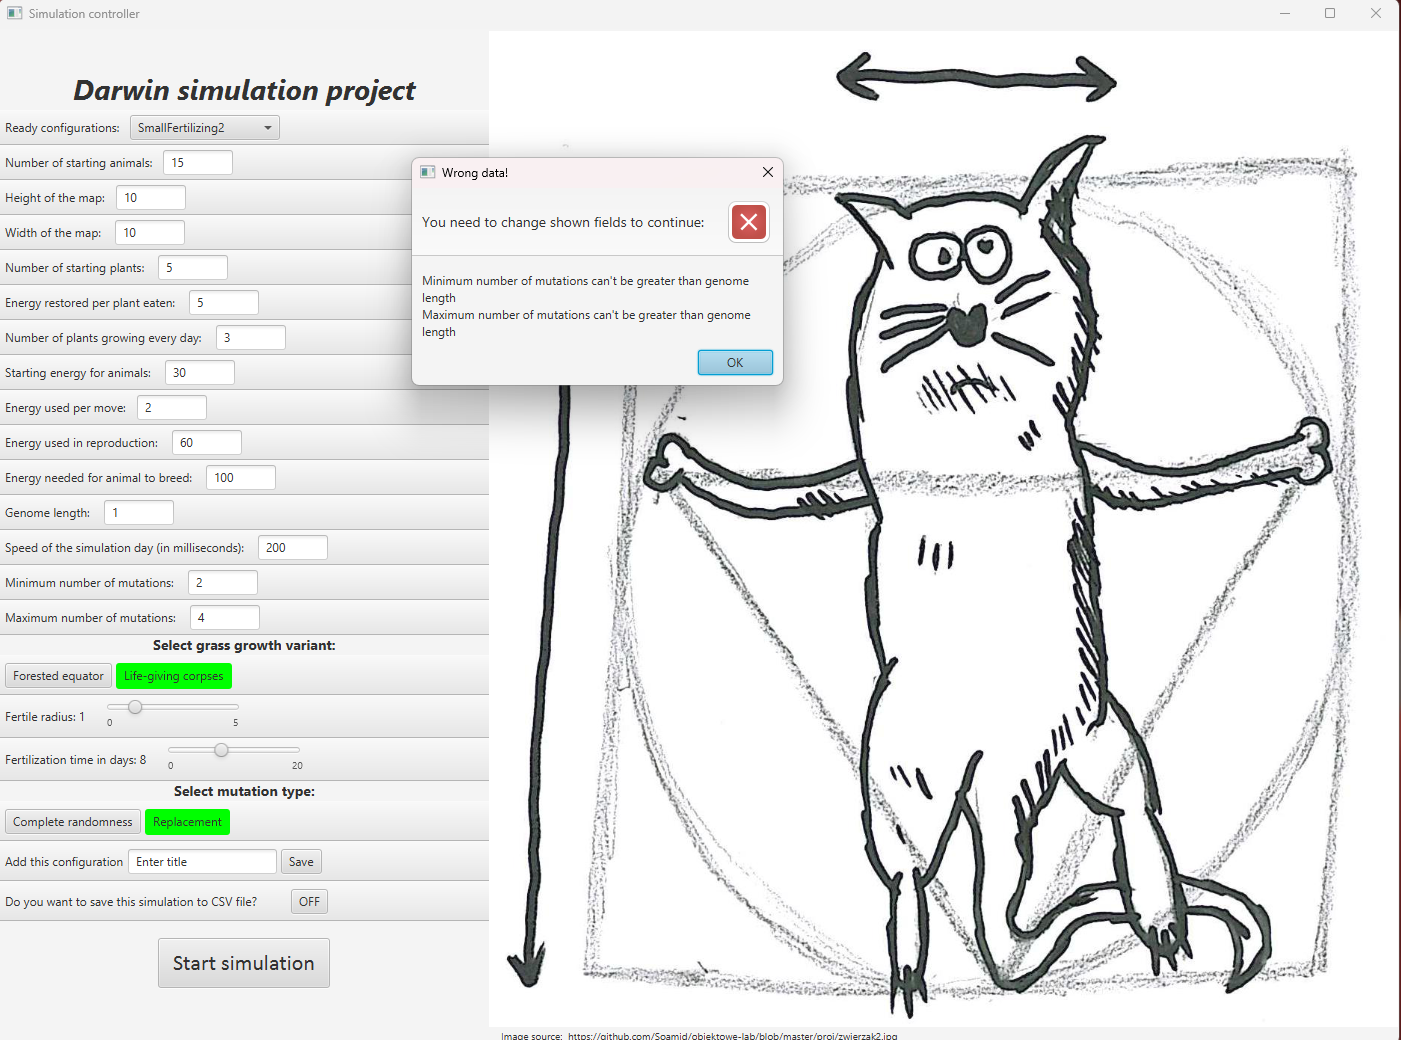 Simulation controller
Darwin simulation project
Ready configurations: SmallFertilizing2
Number of starting animals: 15
Height of the map: 10
Width of the map: 10
Number of starting plants: 5
Energy restored per plant eaten: 5
Number of plants growing every day: 3
Starting energy for animals: 30
Energy used per move: 2
Energy used in reproduction: 60
Energy needed for animal to breed: 100
Genome length: 1
Speed of the simulation day (in milliseconds): 200
Minimum number of mutations: 2
Maximum number of mutations: 4
Select grass growth variant:
Forested equator Life-giving corpses
Fertile radius: 1
0 5
Fertilization time in days: 8
0 20
Select mutation type:
Complete randomness Replacement
Add this configuration Enter title Save
Do you want to save this simulation to CSV file? OFF
Start simulation
Wrong data!
You need to change shown fields to continue:
Minimum number of mutations can't be greater than genome
length
Maximum number of mutations can't be greater than genome
length
OK
Image source: https://github.com/Soamid/obiektowe-lab/blob/master/proj/zwierzak2.jpg